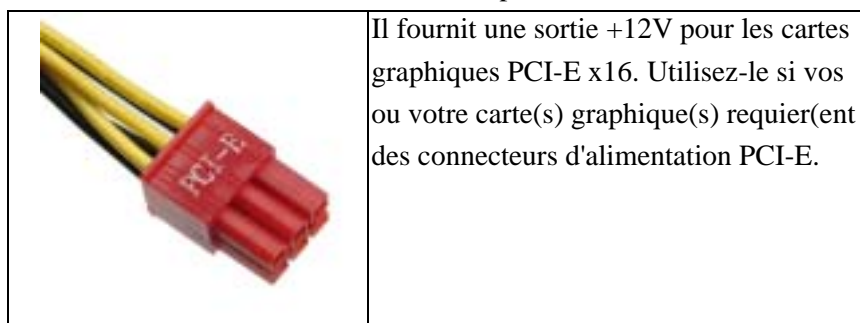 PCI-E
Il fournit une sortie +12V pour les cartes
graphiques PCI-E x16. Utilisez-le si vos
ou votre carte(s) graphique(s) requier(ent
des connecteurs d'alimentation PCI-E.